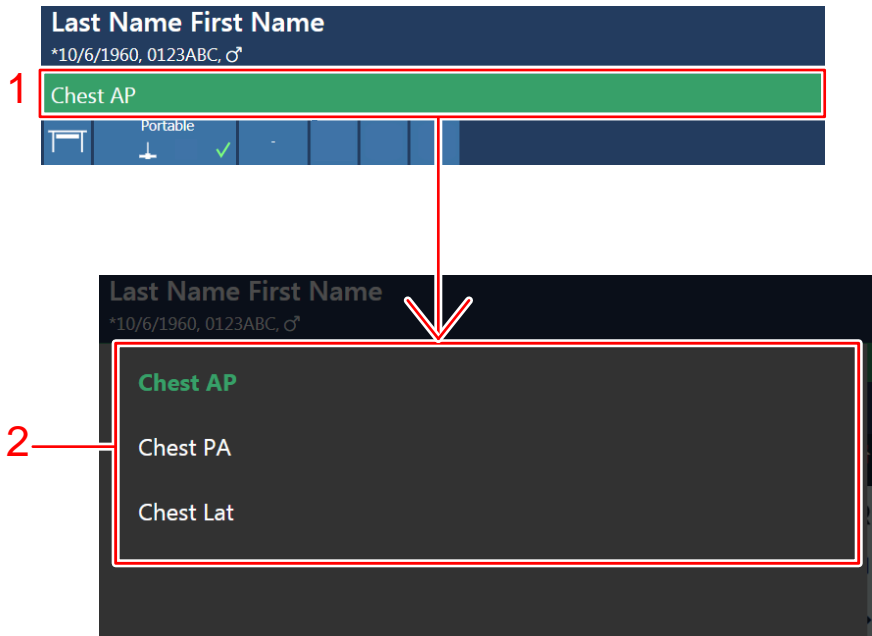 Last Name First Name
*10/6/1960, 0123ABC, ♂
1
Chest AP
Portable
-
Last Name First Name
*10/6/1960, 0123ABC, ♂
Chest AP
2
Chest PA
Chest Lat